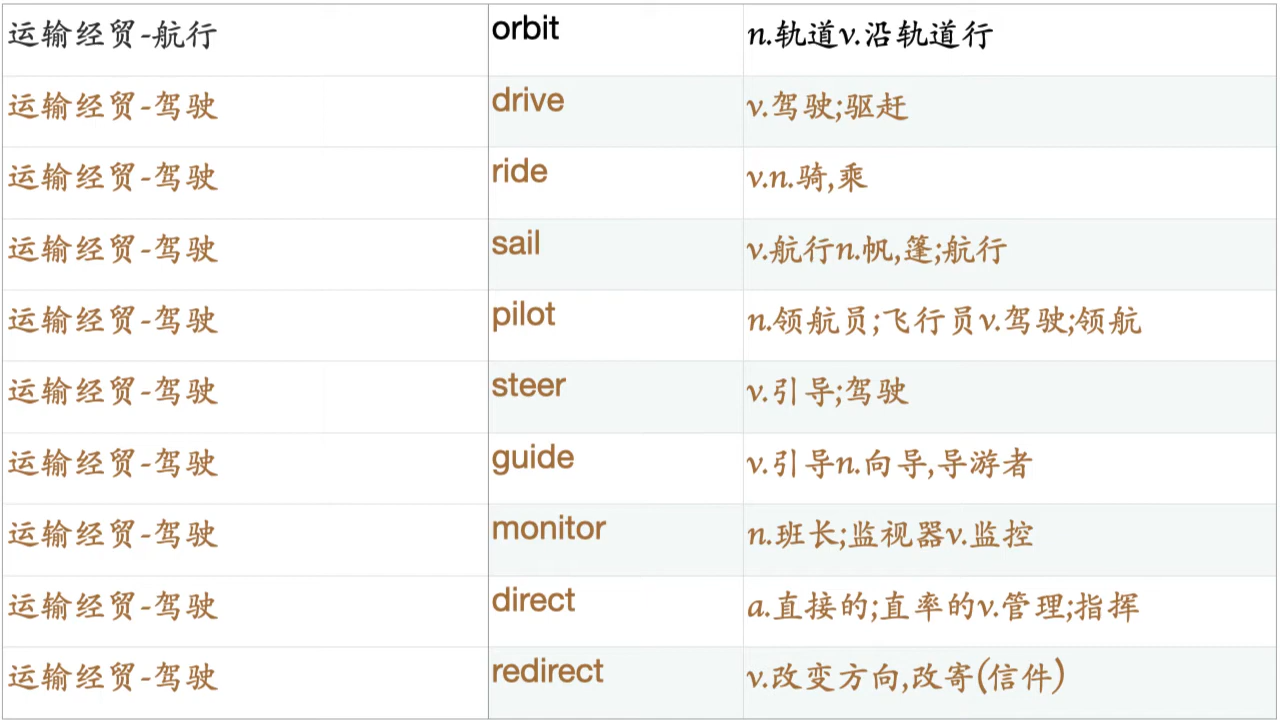 运输经贸-航行 orbit n.轨道v.沿轨道行
运输经贸-驾驶 drive v.驾驶;驱赶
运输经贸-驾驶 ride v.n.骑,乘
运输经贸-驾驶 sail v.航行n.帆,篷;航行
运输经贸-驾驶 pilot n.领航员;飞行员v.驾驶;领航
运输经贸-驾驶 steer v.引导;驾驶
运输经贸-驾驶 guide v.引导n.向导,导游者
运输经贸-驾驶 monitor n.班长;监视器v.监控
运输经贸-驾驶 direct a.直接的;直率的v.管理;指挥
运输经贸-驾驶 redirect v.改变方向,改寄(信件)